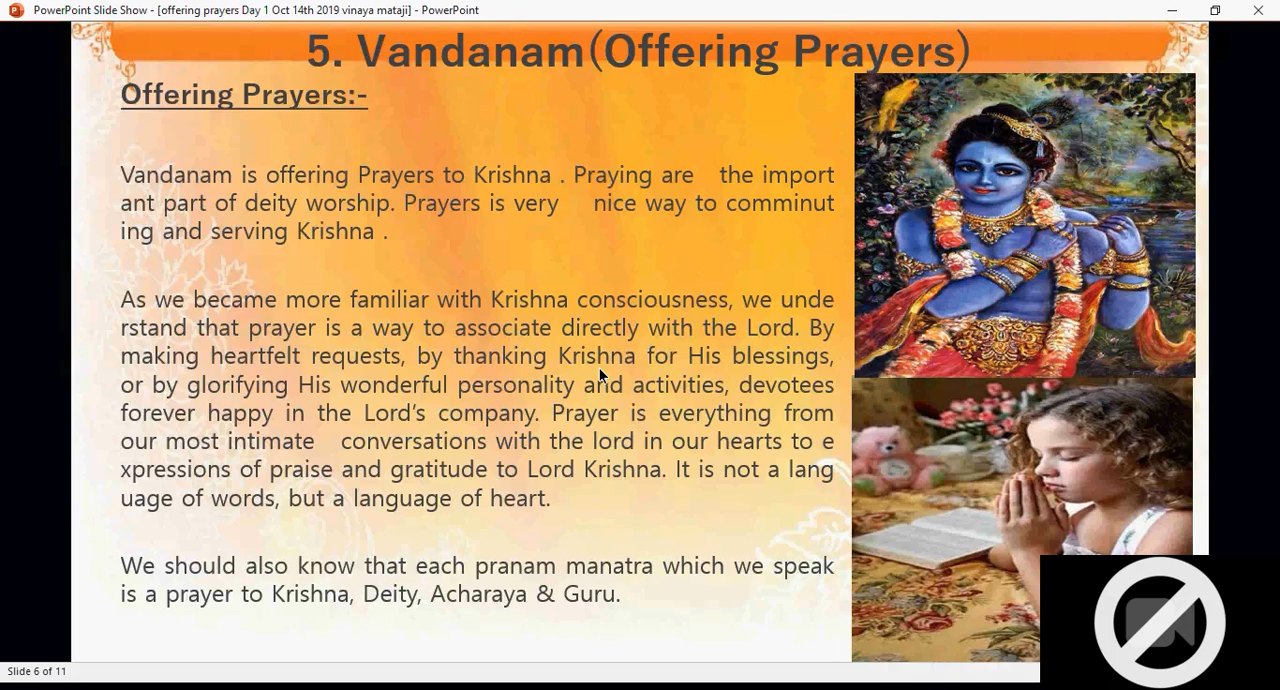 PowerPoint Slide Show - [offering prayers Day 1 Oct 14th 2019 vinaya mataji] - PowerPoint
5. Vandanam(Offering Prayers)
Offering Prayers:-
Vandanam is offering Prayers to Krishna . Praying are the import
ant part of deity worship. Prayers is very nice way to comminut
ing and serving Krishna .
As we became more familiar with Krishna consciousness, we unde
rstand that prayer is a way to associate directly with the Lord. By
making heartfelt requests, by thanking Krishna for His blessings,
or by glorifying His wonderful personality and activities, devotees
forever happy in the Lord's company. Prayer is everything from
our most intimate conversations with the lord in our hearts to e
xpressions of praise and gratitude to Lord Krishna. It is not a lang
uage of words, but a language of heart.
We should also know that each pranam manatra which we speak
is a prayer to Krishna, Deity, Acharaya & Guru.
Slide 6 of 11